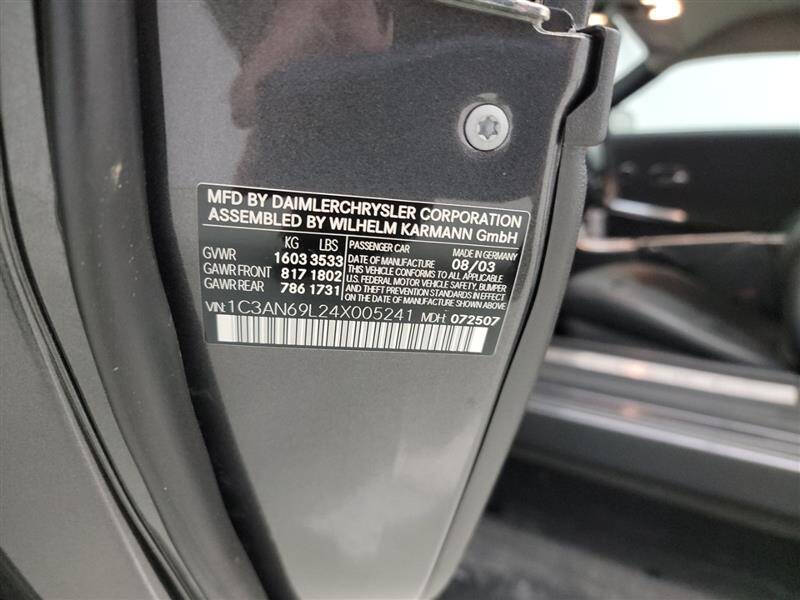 MFD BY DAIMLERCHRYSLER CORPORATION
ASSEMBLED BY WILHELM KARMANN GmbH
KG LBS PASSENGER CAR MADE IN GERMANY
GVWR 1603 3533 DATE OF MANUFACTURE 08/03
GAWR FRONT 817 1802 THIS VEHICLE CONFORMS TO ALL APPLICABLE
U.S. FEDERAL MOTOR VEHICLE SAFETY, BUMPER
GAWR REAR 786 1731 AND THEFT PREVENTION STANDARDS IN EFFECT
ON THE DATE OF MANUFACTURE
VIN: 1C3AN69L24X005241 MDH: 072507